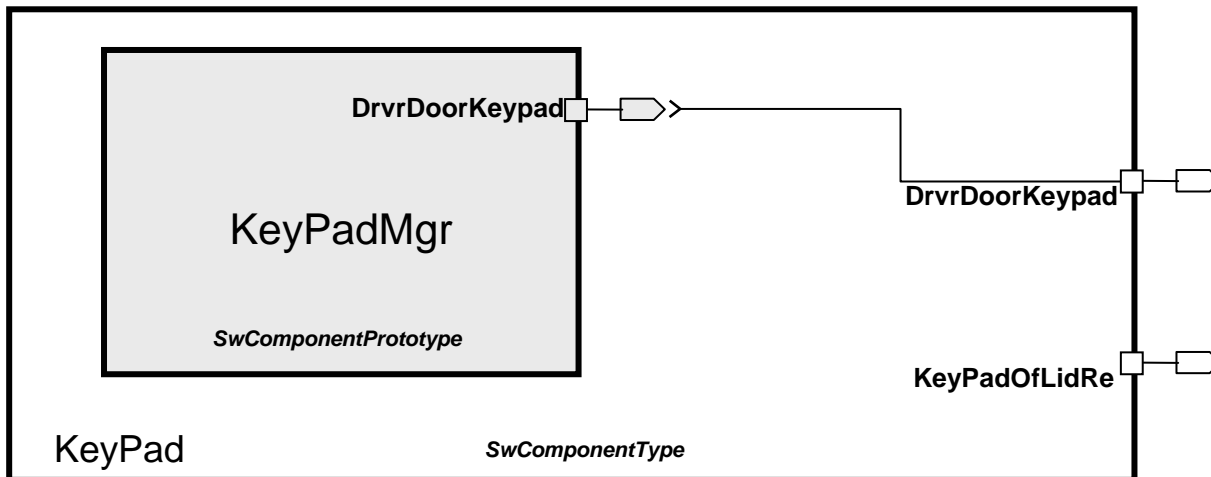 DrvrDoorKeypad
DrvrDoorKeypad
KeyPadMgr
SwComponentPrototype
KeyPadOfLidRe
KeyPad
SwComponentType